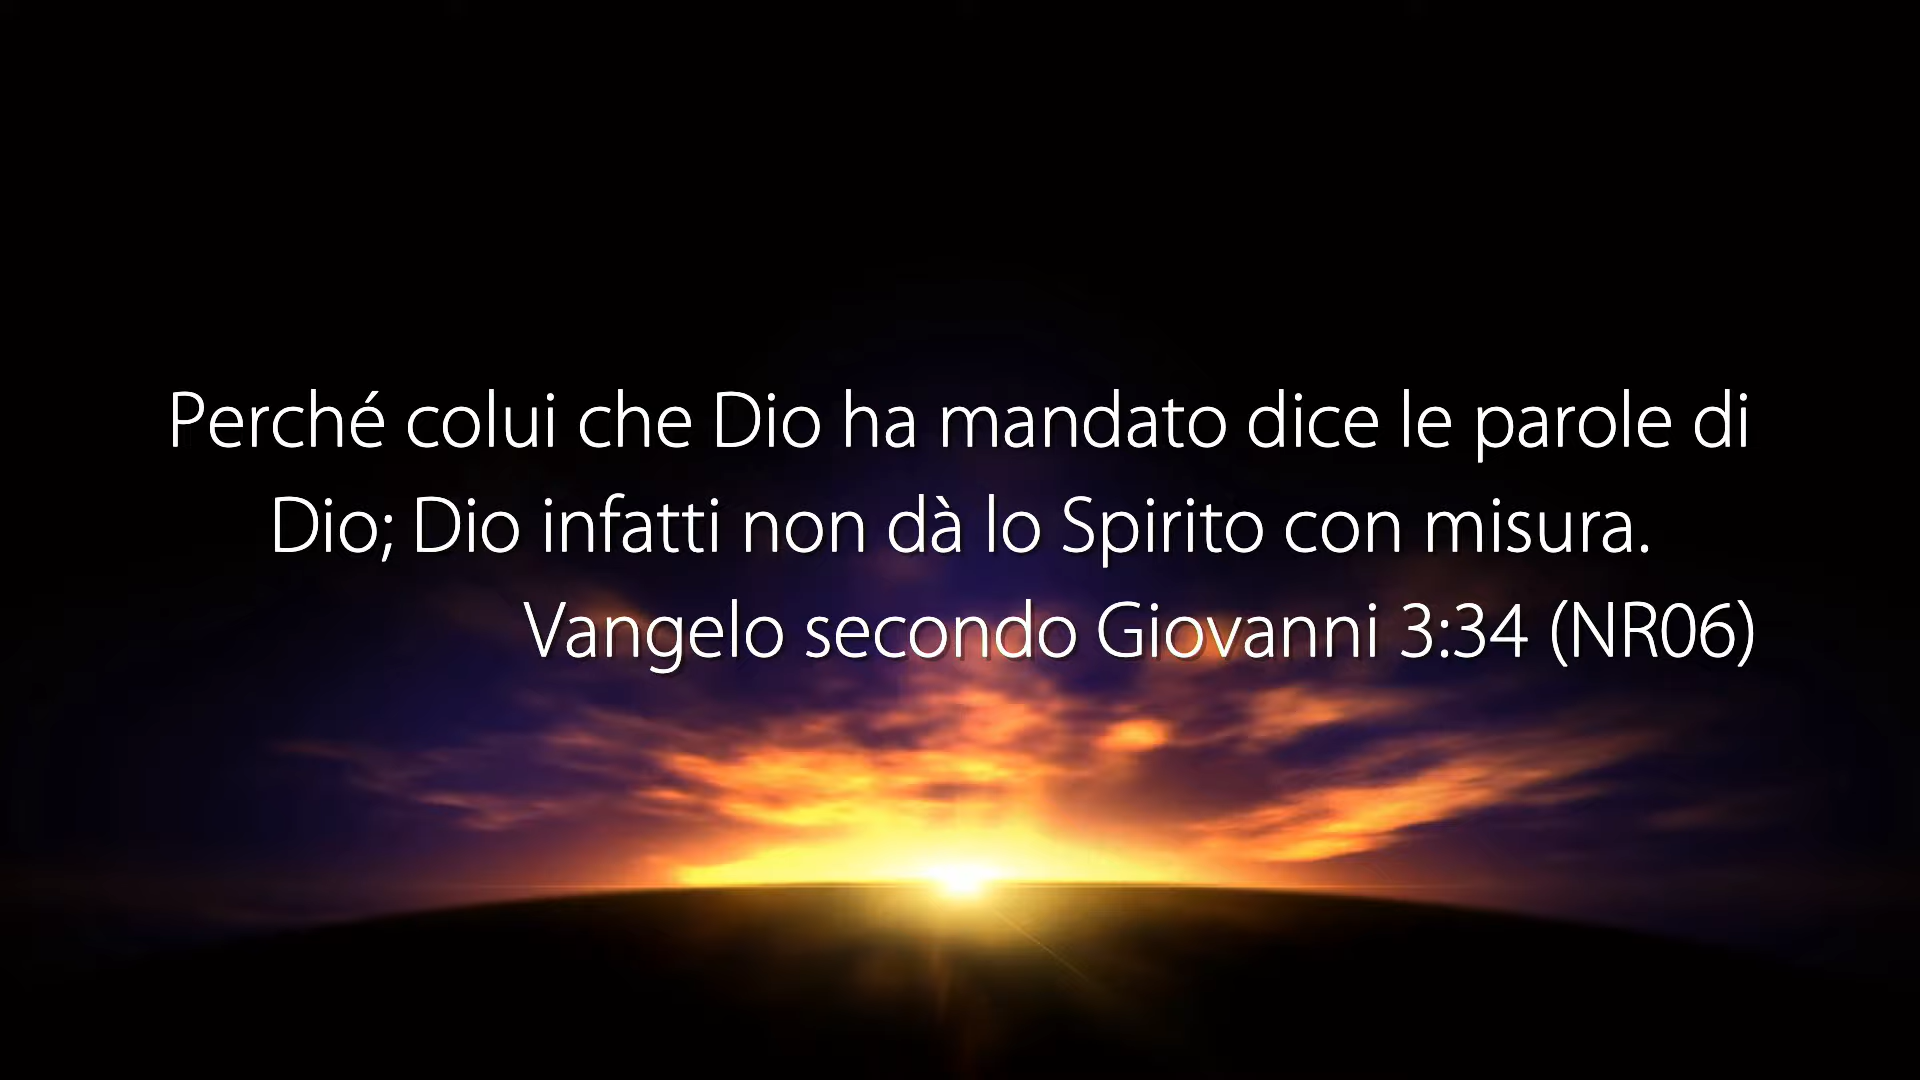 Perché colui che Dio ha mandato dice le parole di
Dio; Dio infatti non dà lo Spirito con misura.
Vangelo secondo Giovanni 3:34 (NR06)